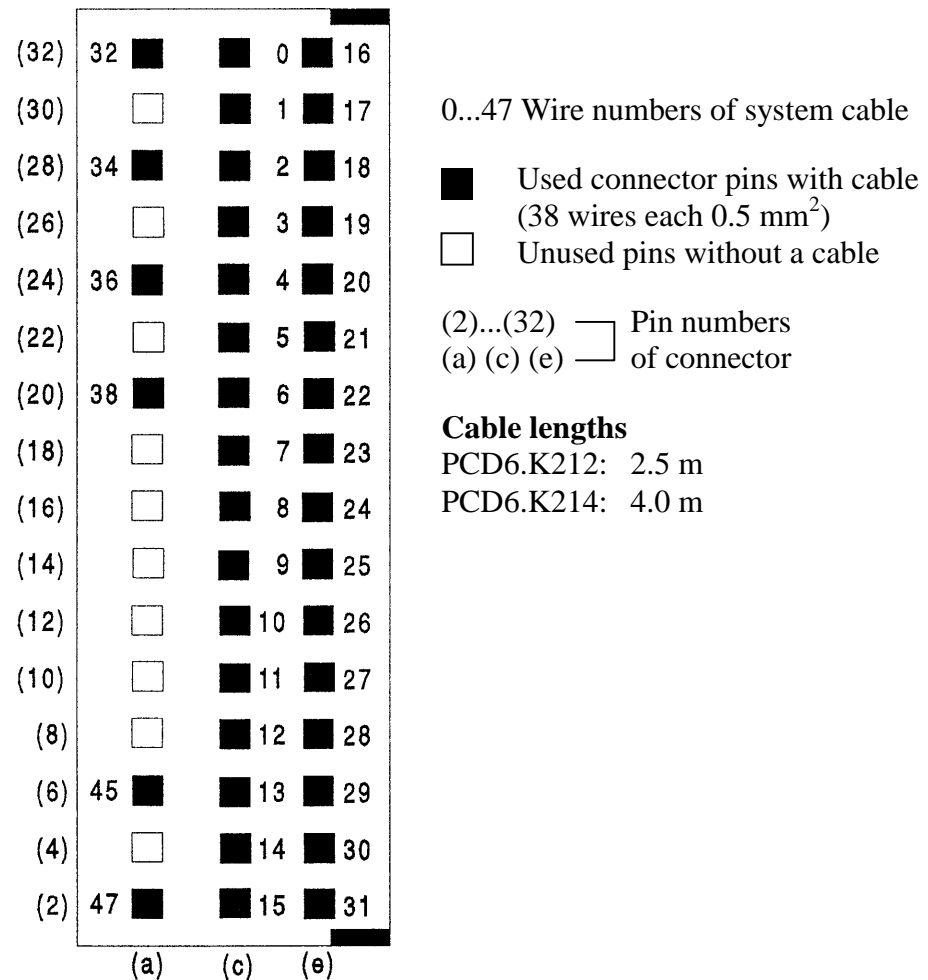 (32) 32 0 16
(30) 1 17
(28) 34 2 18
(26) 3 19
(24) 36 4 20
(22) 5 21
(20) 38 6 22
(18) 7 23
(16) 8 24
(14) 9 25
(12) 10 26
(10) 11 27
(8) 12 28
(6) 45 13 29
(4) 14 30
(2) 47 15 31
(a) (c) (e)
0...47 Wire numbers of system cable
Used connector pins with cable
(38 wires each 0.5 mm²)
Unused pins without a cable
(2)...(32) Pin numbers
(a) (c) (e) of connector
Cable lengths
PCD6.K212: 2.5 m
PCD6.K214: 4.0 m